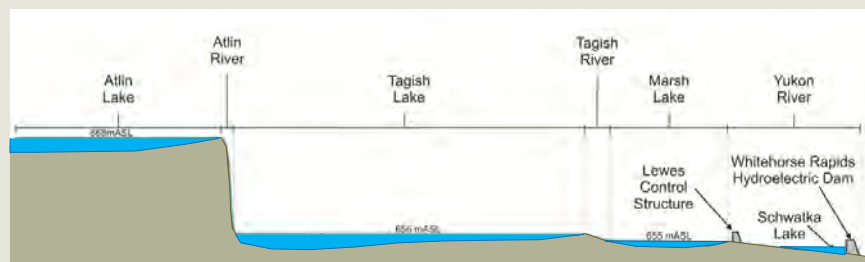 Atlin
River
Tagish
River
Atlin
Lake
Tagish
Lake
Marsh
Lake
Yukon
River
668mASL
Whitehorse Rapids
Hydroelectric Dam
Lewes
Control
Structure
Schwatka
Lake
656 mASL
655 mASL